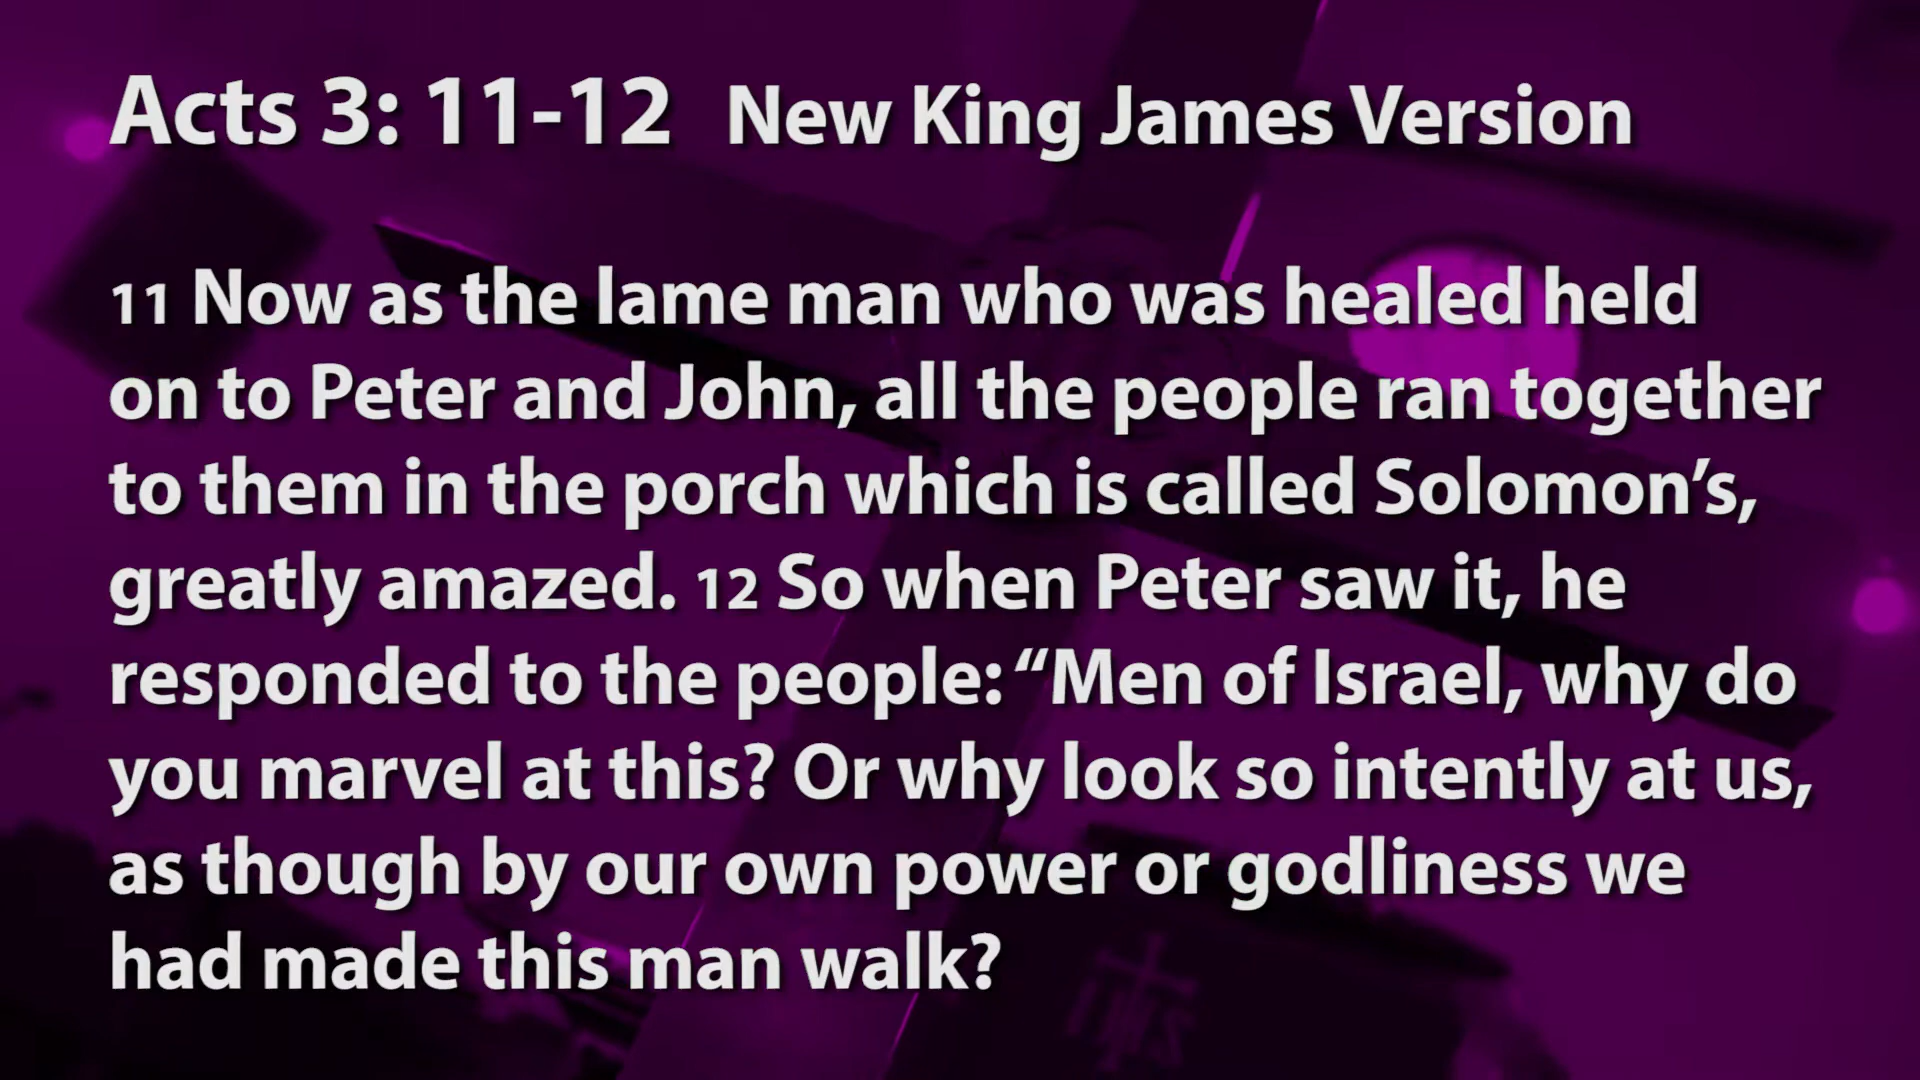 Acts 3: 11-12 New King James Version
11 Now as the lame man who was healed held
on to Peter and John, all the people ran together
to them in the porch which is called Solomon’s,
greatly amazed. 12 So when Peter saw it, he
responded to the people: “Men of Israel, why do
you marvel at this? Or why look so intently at us,
as though by our own power or godliness we
had made this man walk?